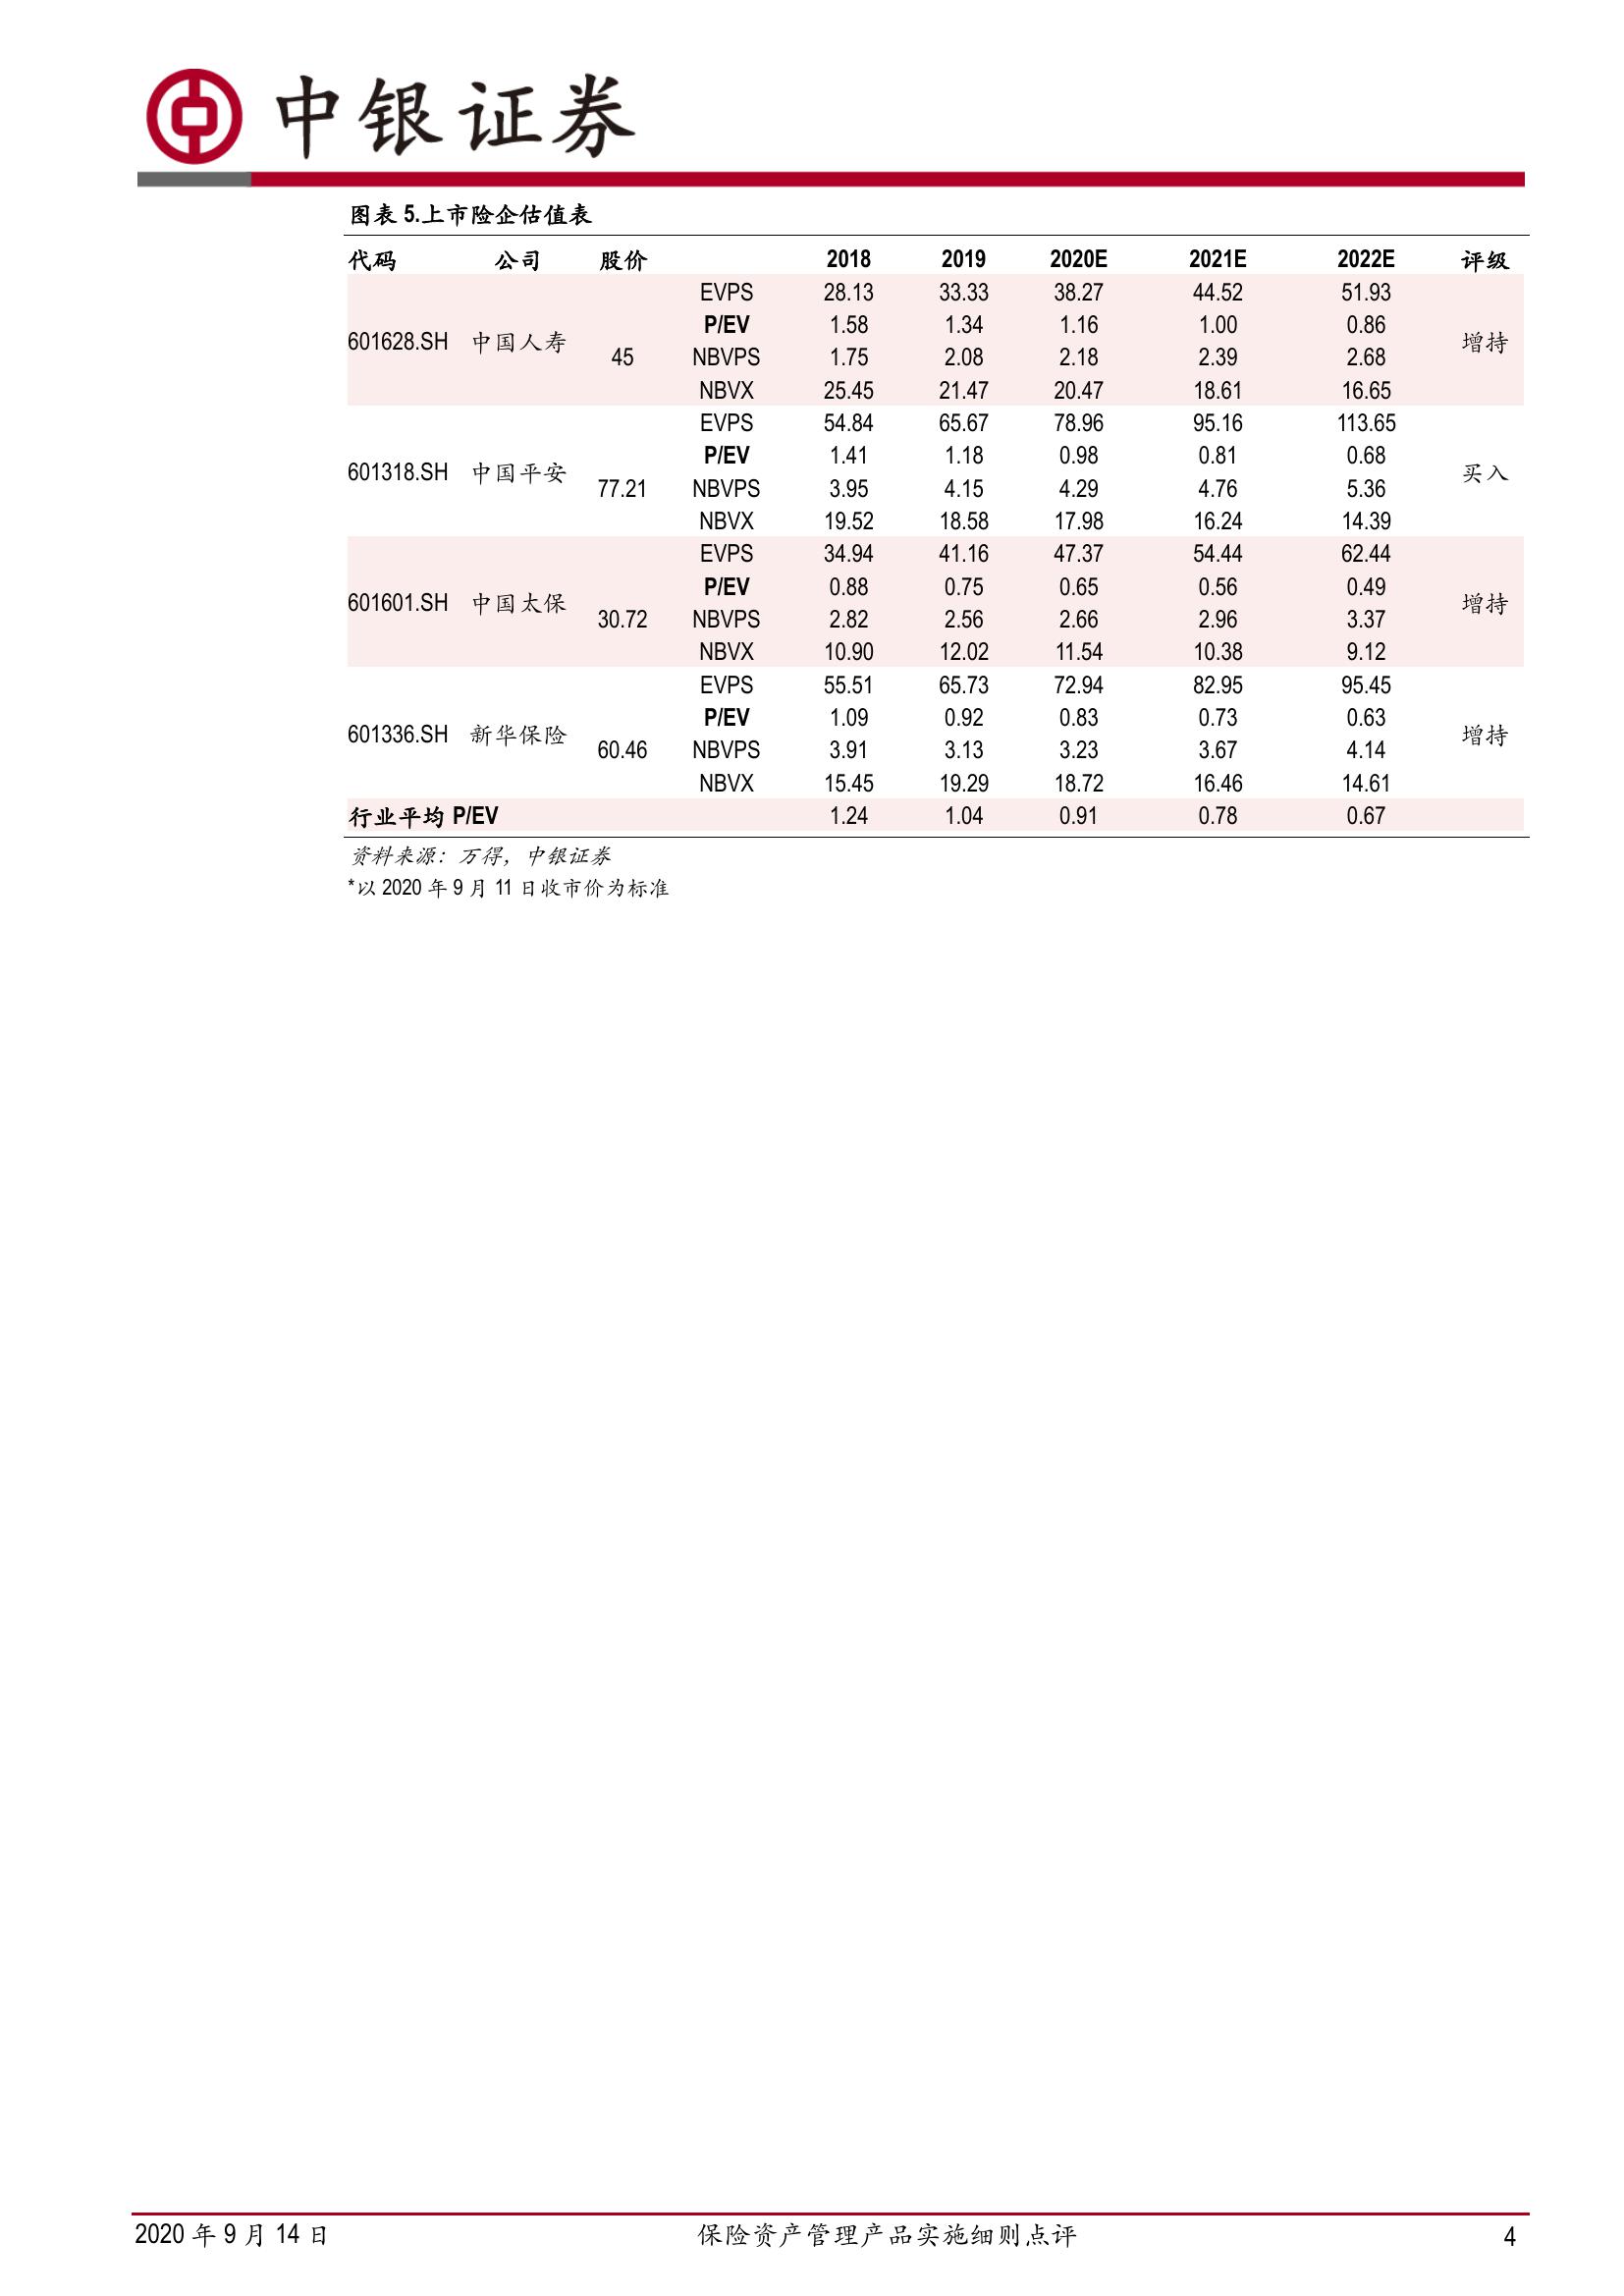 中银证券
图表 5.上市险企估值表
代码 公司 股价 2018 2019 2020E 2021E 2022E 评级
EVPS 28.13 33.33 38.27 44.52 51.93
P/EV 1.58 1.34 1.16 1.00 0.86
601628.SH 中国人寿 增持
45 NBVPS 1.75 2.08 2.18 2.39 2.68
NBVX 25.45 21.47 20.47 18.61 16.65
EVPS 54.84 65.67 78.96 95.16 113.65
P/EV 1.41 1.18 0.98 0.81 0.68
601318.SH 中国平安 买入
77.21 NBVPS 3.95 4.15 4.29 4.76 5.36
NBVX 19.52 18.58 17.98 16.24 14.39
EVPS 34.94 41.16 47.37 54.44 62.44
P/EV 0.88 0.75 0.65 0.56 0.49
601601.SH 中国太保 增持
30.72 NBVPS 2.82 2.56 2.66 2.96 3.37
NBVX 10.90 12.02 11.54 10.38 9.12
EVPS 55.51 65.73 72.94 82.95 95.45
P/EV 1.09 0.92 0.83 0.73 0.63
601336.SH 新华保险 增持
60.46 NBVPS 3.91 3.13 3.23 3.67 4.14
NBVX 15.45 19.29 18.72 16.46 14.61
行业平均 P/EV 1.24 1.04 0.91 0.78 0.67
资料来源：万得，中银证券
*以 2020 年 9 月 11 日收市价为标准
2020 年 9 月 14 日 保险资产管理产品实施细则点评 4